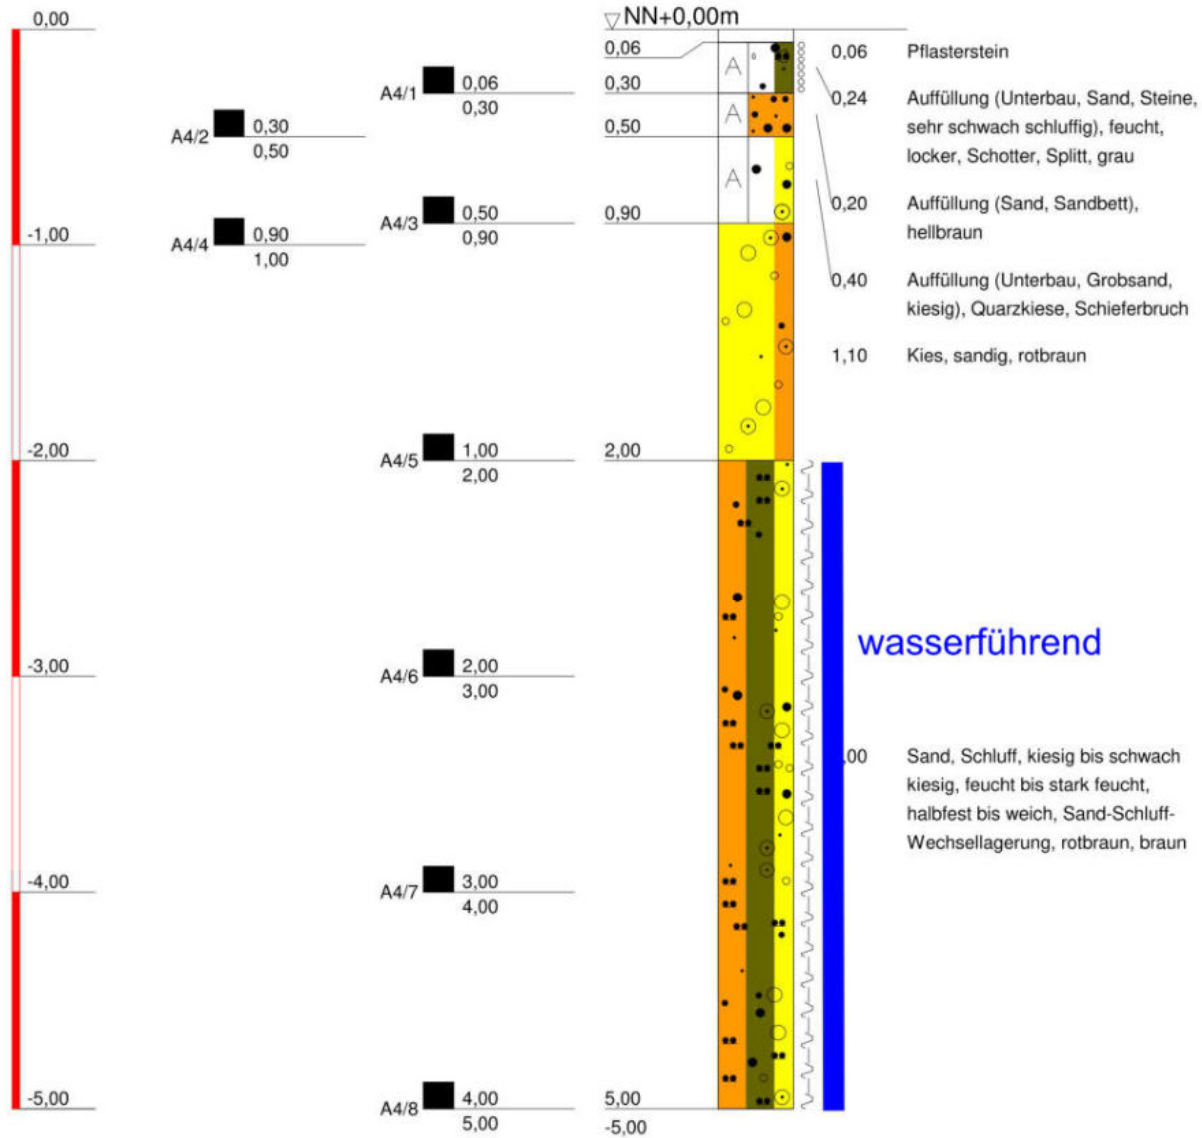 0,00
-1,00
-2,00
-3,00
-4,00
-5,00
A4/2
0,30
0,50
A4/4
0,90
1,00
A4/1
0,06
0,30
A4/3
0,50
0,90
A4/5
1,00
2,00
A4/6
2,00
3,00
A4/7
3,00
4,00
A4/8
4,00
5,00
NN+0,00m
0,06
0,30
0,50
0,90
2,00
5,00
-5,00
A
A
A
0,06 Pflasterstein
0,24 Auffüllung (Unterbau, Sand, Steine,
sehr schwach schluffig), feucht,
locker, Schotter, Splitt, grau
0,20 Auffüllung (Sand, Sandbett),
hellbraun
0,40 Auffüllung (Unterbau, Grobsand,
kiesig), Quarzkiese, Schieferbruch
1,10 Kies, sandig, rotbraun
wasserführend
,00 Sand, Schluff, kiesig bis schwach
kiesig, feucht bis stark feucht,
halbfest bis weich, Sand-Schluff-
Wechsellagerung, rotbraun, braun